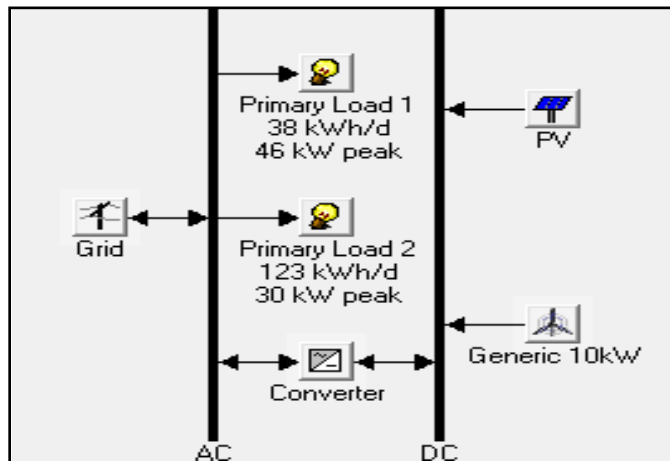 Primary Load 1
38 kWh/d
46 kW peak
PV
Grid
Primary Load 2
123 kWh/d
30 kW peak
Generic 10kW
Converter
AC
DC